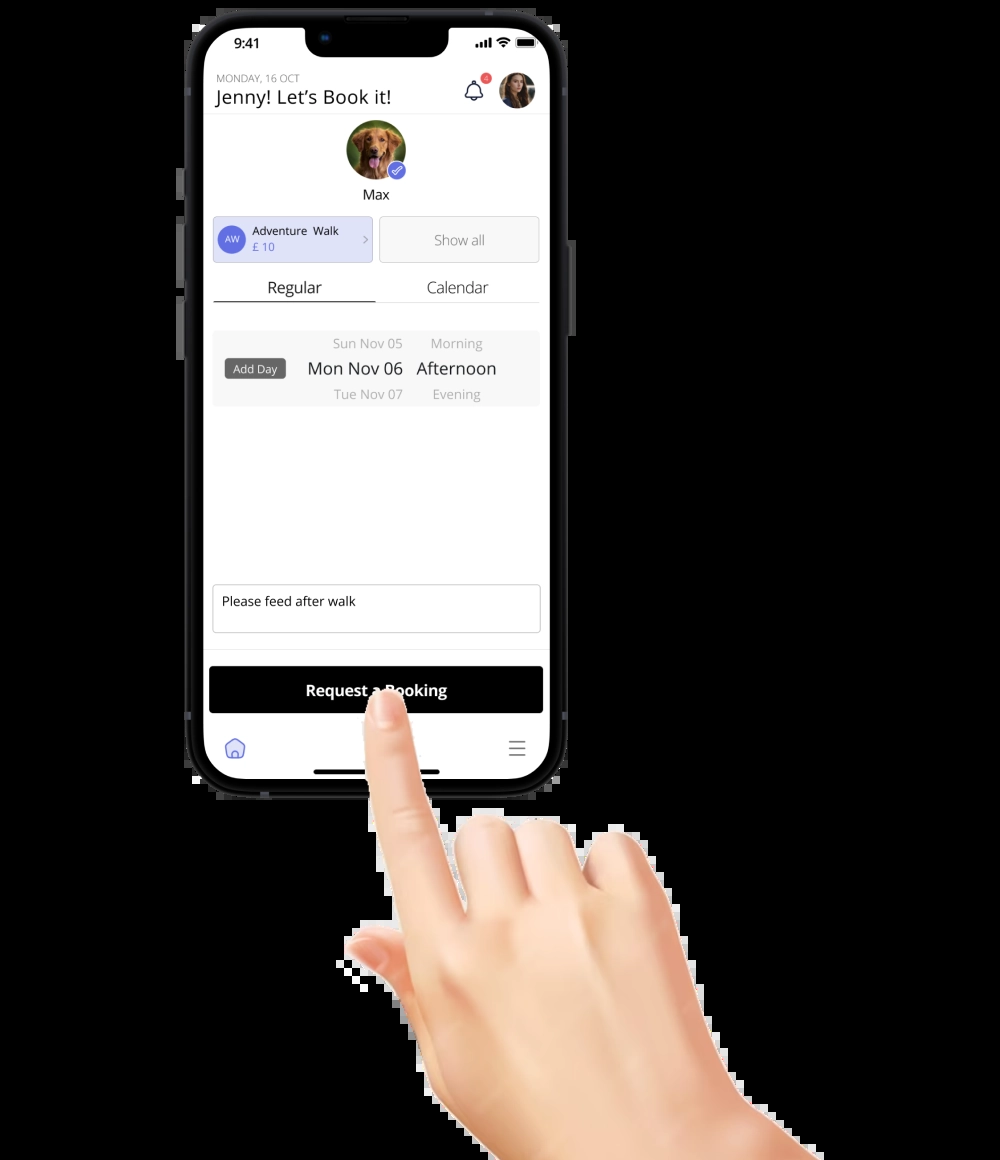 9:41
MONDAY, 16 OCT
Jenny! Let’s Book it!
4
Max
AW
Adventure Walk
£ 10
Show all
Regular
Calendar
Sun Nov 05 Morning
Add Day Mon Nov 06 Afternoon
Tue Nov 07 Evening
Please feed after walk
Request a Booking